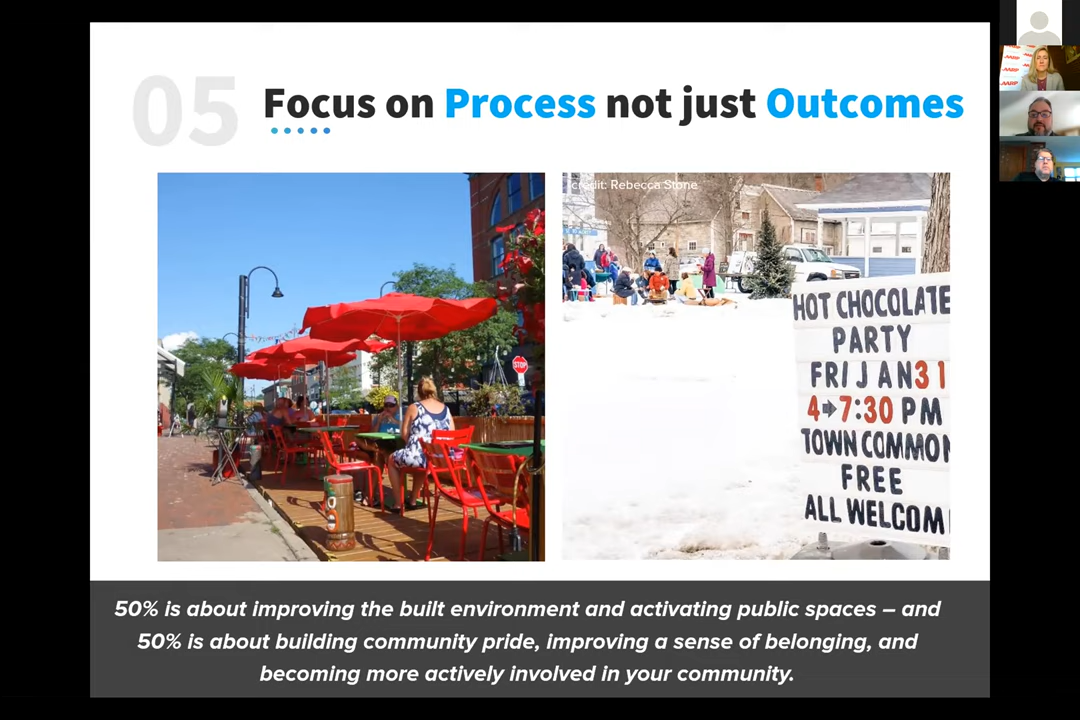 05
Focus on Process not just Outcomes
credit: Rebecca Stone
STOP
HOT CHOCOLATE
PARTY
FRI JAN 31
4→7:30 PM
TOWN COMMON
FREE
ALL WELCOM
50% is about improving the built environment and activating public spaces – and
50% is about building community pride, improving a sense of belonging, and
becoming more actively involved in your community.
AARP